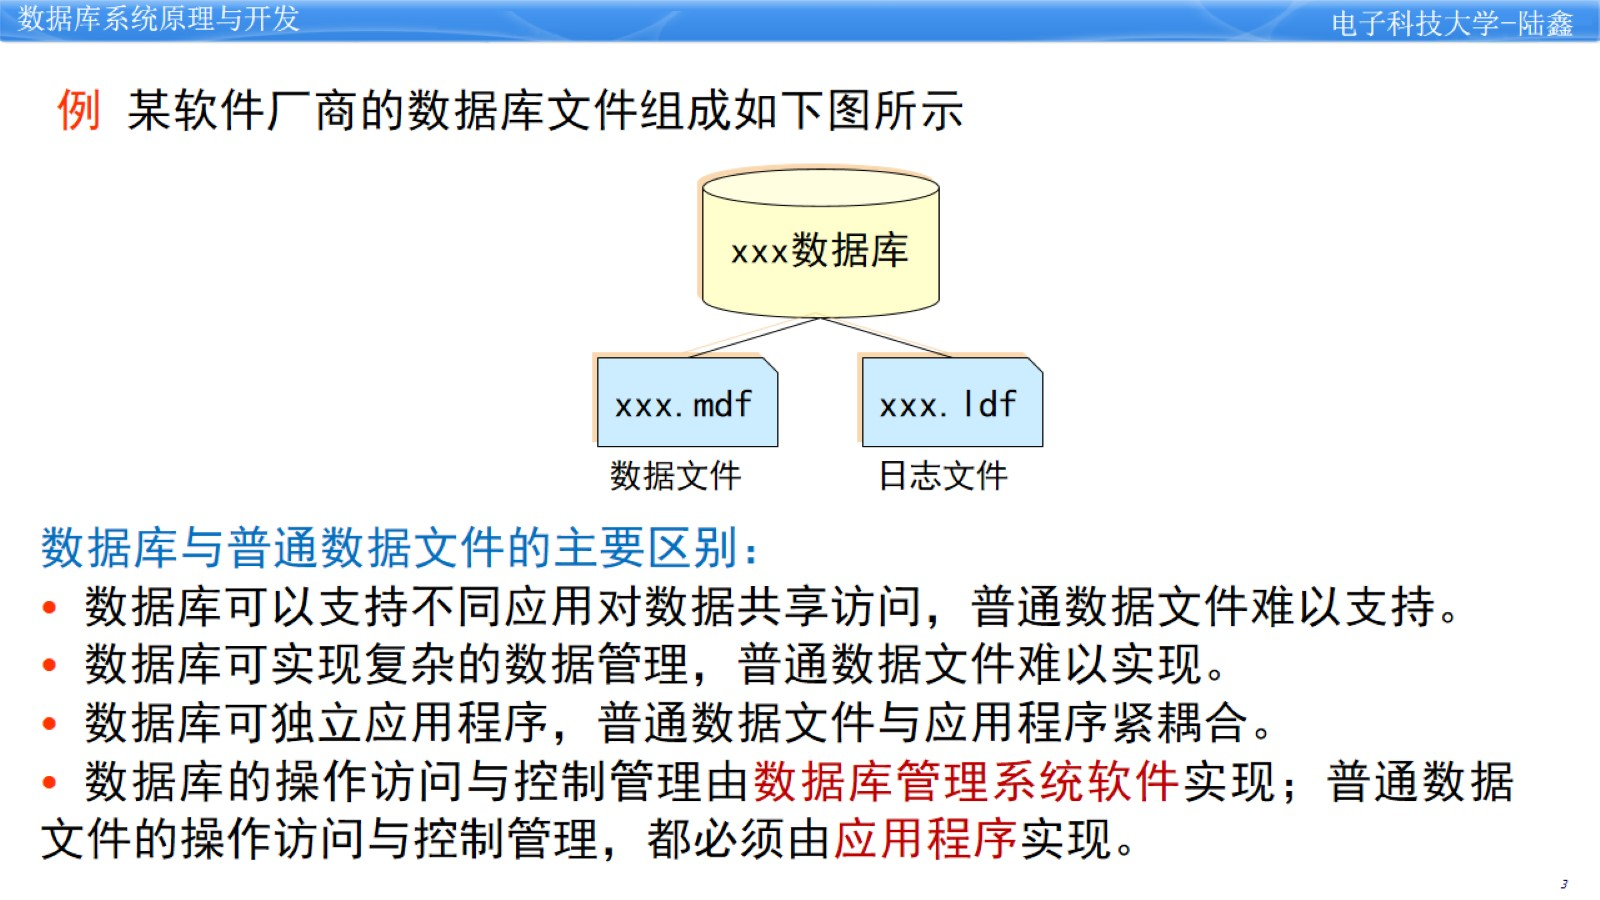 数据库系统原理与开发
电子科技大学-陆鑫
例 某软件厂商的数据库文件组成如下图所示
xxx数据库
xxx.mdf
xxx.ldf
数据文件
日志文件
数据库与普通数据文件的主要区别：
• 数据库可以支持不同应用对数据共享访问，普通数据文件难以支持。
• 数据库可实现复杂的数据管理，普通数据文件难以实现。
• 数据库可独立应用程序，普通数据文件与应用程序紧耦合。
• 数据库的操作访问与控制管理由数据库管理系统软件实现；普通数据
文件的操作访问与控制管理，都必须由应用程序实现。
3